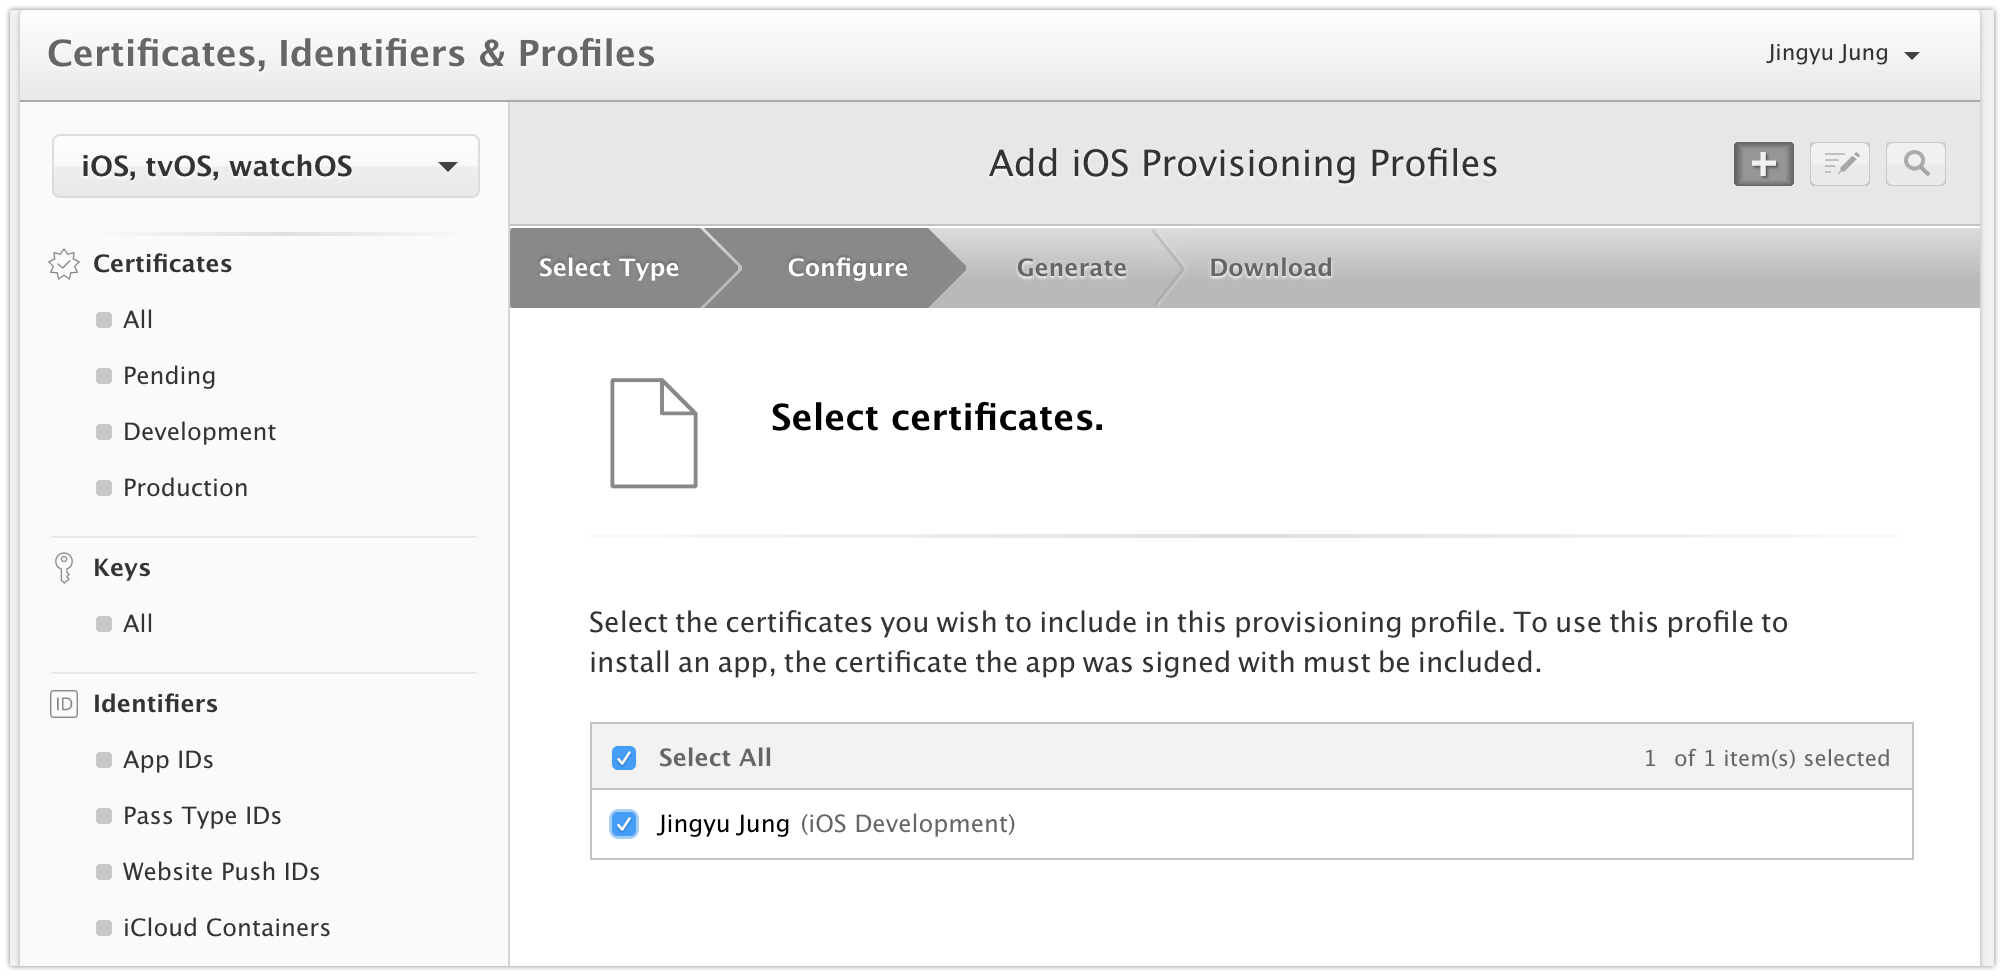 Certificates, Identifiers & Profiles
Jingyu Jung
iOS, tvOS, watchOS
Certificates
All
Pending
Development
Production
Keys
All
ID
Identifiers
App IDs
Pass Type IDs
Website Push IDs
iCloud Containers
Add iOS Provisioning Profiles
Select Type
Configure
Generate
Download
Select certificates.
Select the certificates you wish to include in this provisioning profile. To use this profile to
install an app, the certificate the app was signed with must be included.
Select All
1 of 1 item(s) selected
Jingyu Jung (iOS Development)